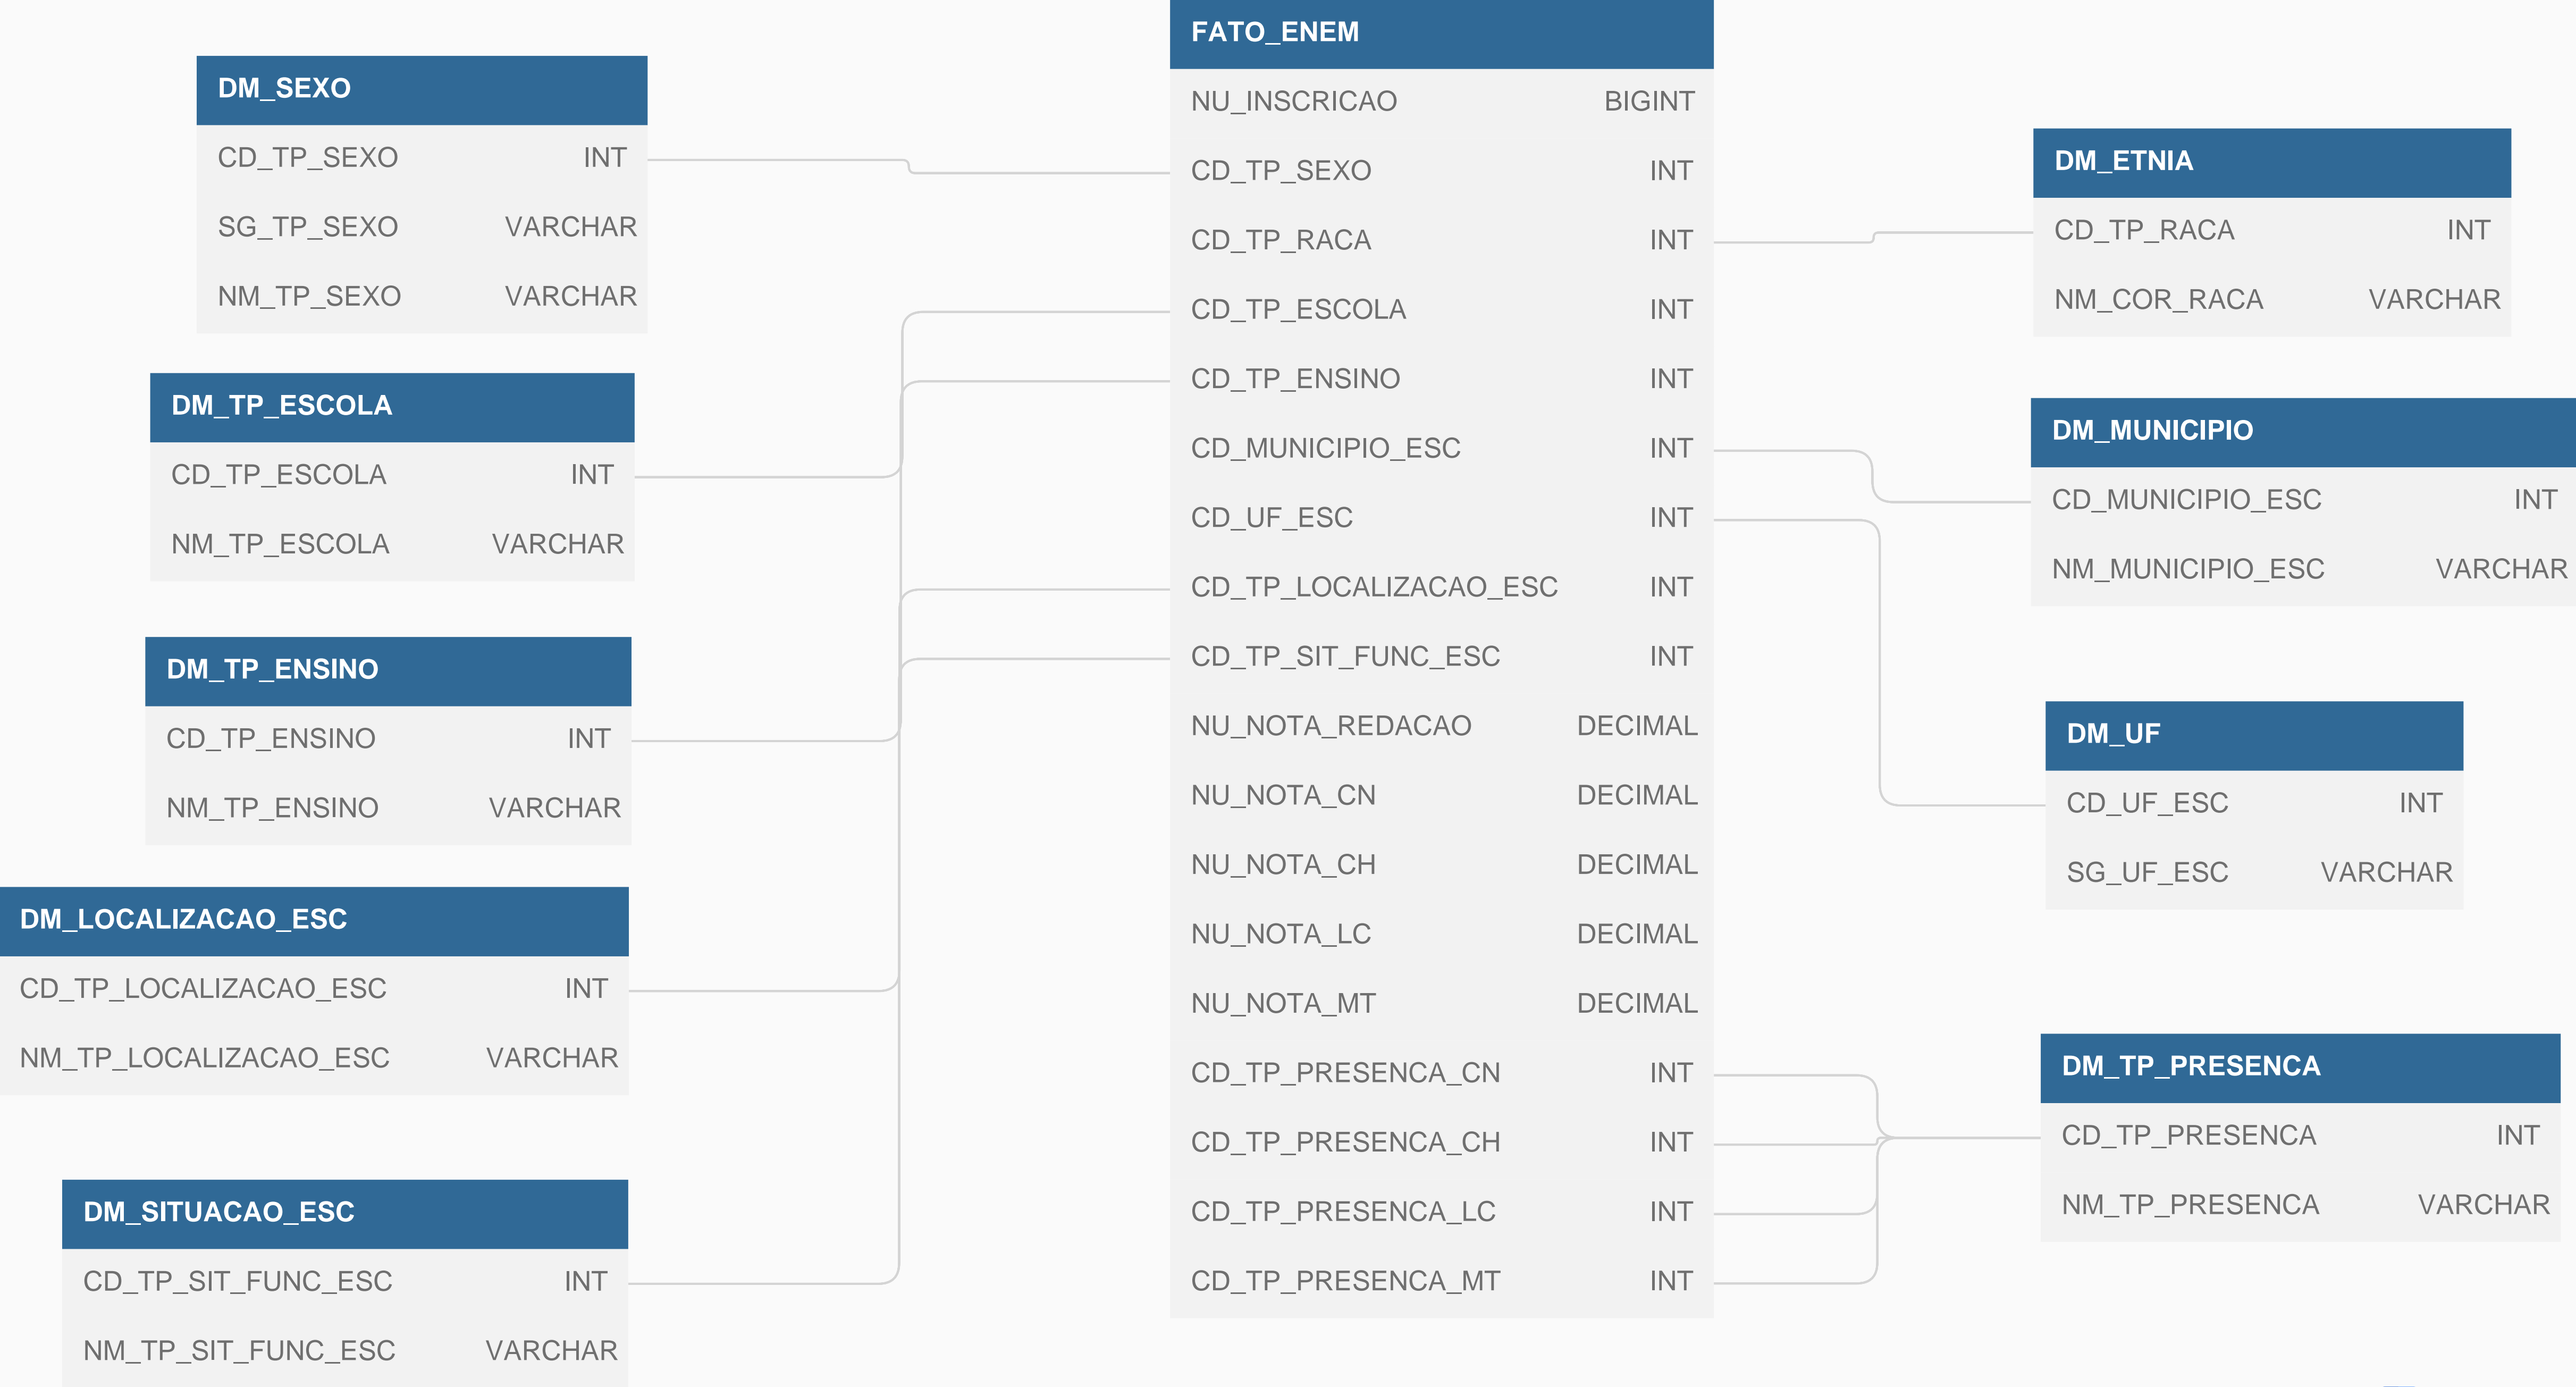 DM_SEXO
CD_TP_SEXO INT
SG_TP_SEXO VARCHAR
NM_TP_SEXO VARCHAR
DM_TP_ESCOLA
CD_TP_ESCOLA INT
NM_TP_ESCOLA VARCHAR
DM_TP_ENSINO
CD_TP_ENSINO INT
NM_TP_ENSINO VARCHAR
DM_LOCALIZACAO_ESC
CD_TP_LOCALIZACAO_ESC INT
NM_TP_LOCALIZACAO_ESC VARCHAR
DM_SITUACAO_ESC
CD_TP_SIT_FUNC_ESC INT
NM_TP_SIT_FUNC_ESC VARCHAR
FATO_ENEM
NU_INSCRICAO BIGINT
CD_TP_SEXO INT
CD_TP_RACA INT
CD_TP_ESCOLA INT
CD_TP_ENSINO INT
CD_MUNICIPIO_ESC INT
CD_UF_ESC INT
CD_TP_LOCALIZACAO_ESC INT
CD_TP_SIT_FUNC_ESC INT
NU_NOTA_REDACAO DECIMAL
NU_NOTA_CN DECIMAL
NU_NOTA_CH DECIMAL
NU_NOTA_LC DECIMAL
NU_NOTA_MT DECIMAL
CD_TP_PRESENCA_CN INT
CD_TP_PRESENCA_CH INT
CD_TP_PRESENCA_LC INT
CD_TP_PRESENCA_MT INT
DM_ETNIA
CD_TP_RACA INT
NM_COR_RACA VARCHAR
DM_MUNICIPIO
CD_MUNICIPIO_ESC INT
NM_MUNICIPIO_ESC VARCHAR
DM_UF
CD_UF_ESC INT
SG_UF_ESC VARCHAR
DM_TP_PRESENCA
CD_TP_PRESENCA INT
NM_TP_PRESENCA VARCHAR